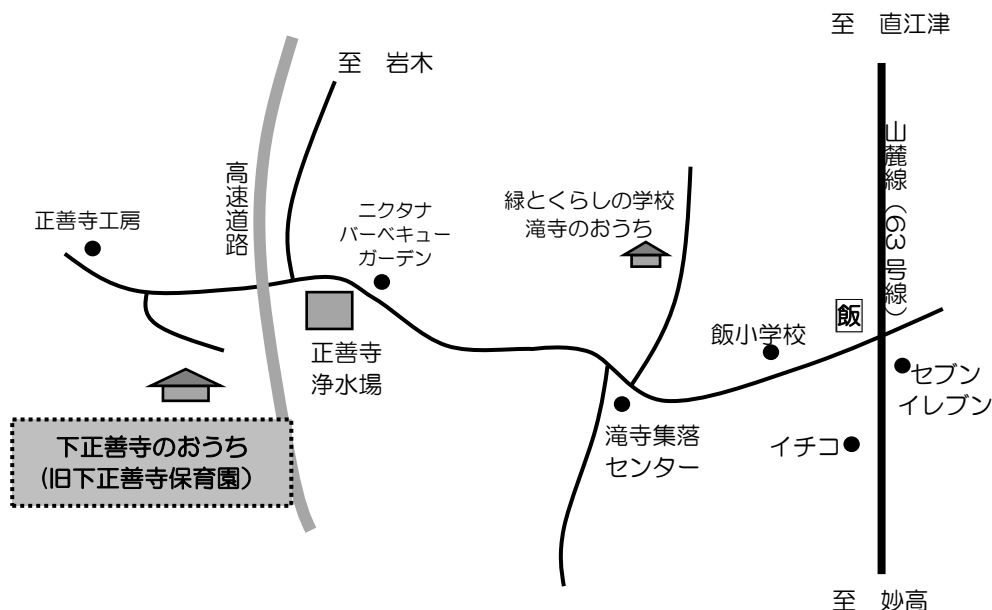 至　直江津
至　岩木
山麓線（63号線）
高速道路
緑とくらしの学校
滝寺のおうち
正善寺工房
ニクタナ
バーベキュー
ガーデン
飯
飯小学校
正善寺
浄水場
セブン
イレブン
滝寺集落
センター
イチコ
下正善寺のおうち
(旧下正善寺保育園）
至　妙高